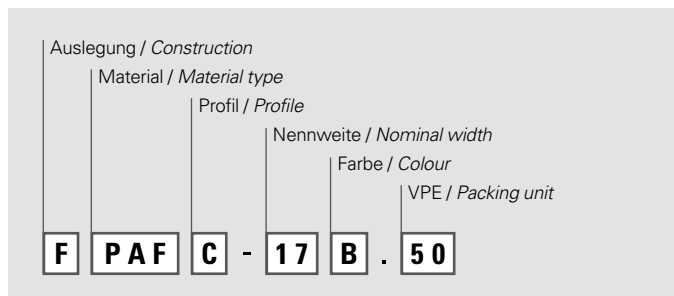 Auslegung / Construction
Material / Material type
Profil / Profile
Nennweite / Nominal width
Farbe / Colour
VPE / Packing unit
F PAF C - 17 B . 50